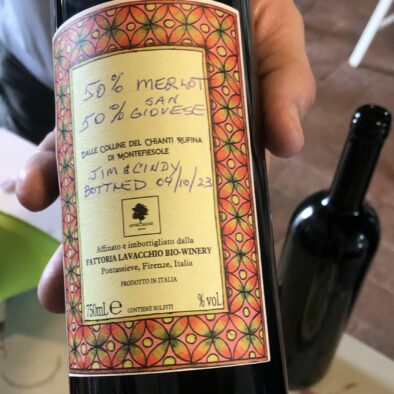 50% MERLOT
50% SAN
GIOVESE
DALLE COLLINE DEL CHIANTI RUFINA
DI MONTEFIESOLE
JIM & CINDY
BOTTLED 04/10/23
Affinato e imbottigliato dalla
FATTORIA LAVACCHIO BIO-WINERY
Pontassieve, Firenze, Italia
PRODOTTO IN ITALIA
750mL e CONTIENE SOLFITI %vol.